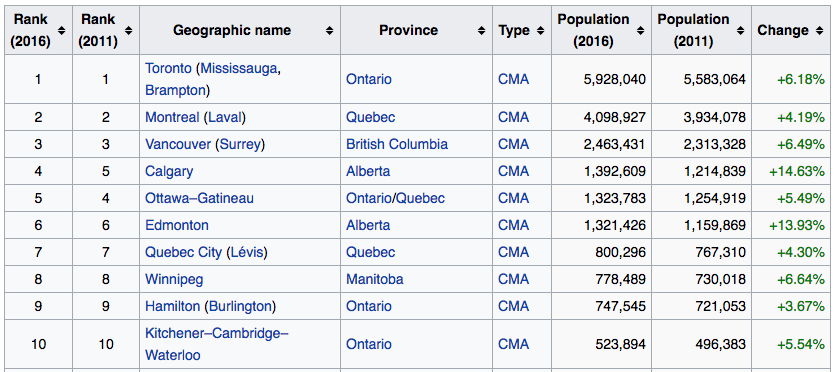 Rank (2016) Rank (2011) Geographic name Province Type Population (2016) Population (2011) Change
1 1 Toronto (Mississauga, Brampton) Ontario CMA 5,928,040 5,583,064 +6.18%
2 2 Montreal (Laval) Quebec CMA 4,098,927 3,934,078 +4.19%
3 3 Vancouver (Surrey) British Columbia CMA 2,463,431 2,313,328 +6.49%
4 5 Calgary Alberta CMA 1,392,609 1,214,839 +14.63%
5 4 Ottawa–Gatineau Ontario/Quebec CMA 1,323,783 1,254,919 +5.49%
6 6 Edmonton Alberta CMA 1,321,426 1,159,869 +13.93%
7 7 Quebec City (Lévis) Quebec CMA 800,296 767,310 +4.30%
8 8 Winnipeg Manitoba CMA 778,489 730,018 +6.64%
9 9 Hamilton (Burlington) Ontario CMA 747,545 721,053 +3.67%
10 10 Kitchener–Cambridge–Waterloo Ontario CMA 523,894 496,383 +5.54%